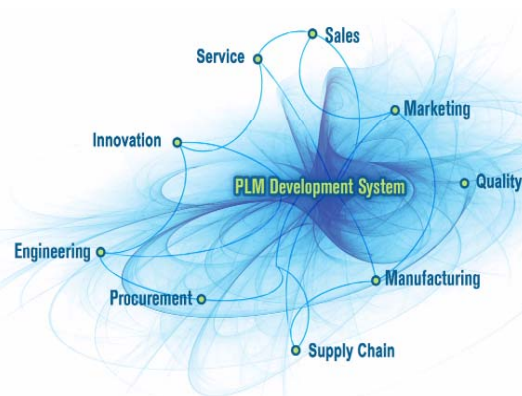 Sales
Service
Marketing
Innovation
PLM Development System
Quality
Engineering
Manufacturing
Procurement
Supply Chain